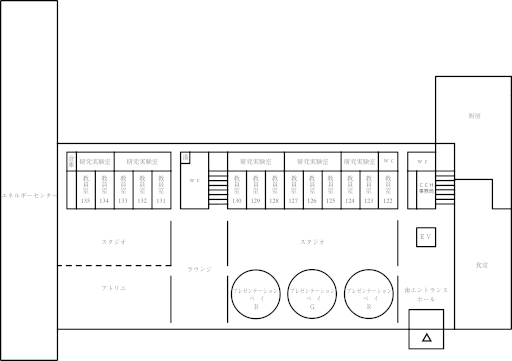 厨房
倉庫
研究実験室
研究実験室
湯
研究実験室
研究実験室
研究実験室
WC
WC
WC
教員室
135
教員室
134
教員室
133
教員室
132
教員室
131
教員室
130
教員室
129
教員室
128
教員室
127
教員室
126
教員室
125
教員室
124
教員室
123
教員室
122
CCH
事務局
エネルギーセンター
スタジオ
スタジオ
EV
ラウンジ
食堂
アトリエ
プレゼンテーション
ベイ
B
プレゼンテーション
ベイ
G
プレゼンテーション
ベイ
R
南エントランス
ホール